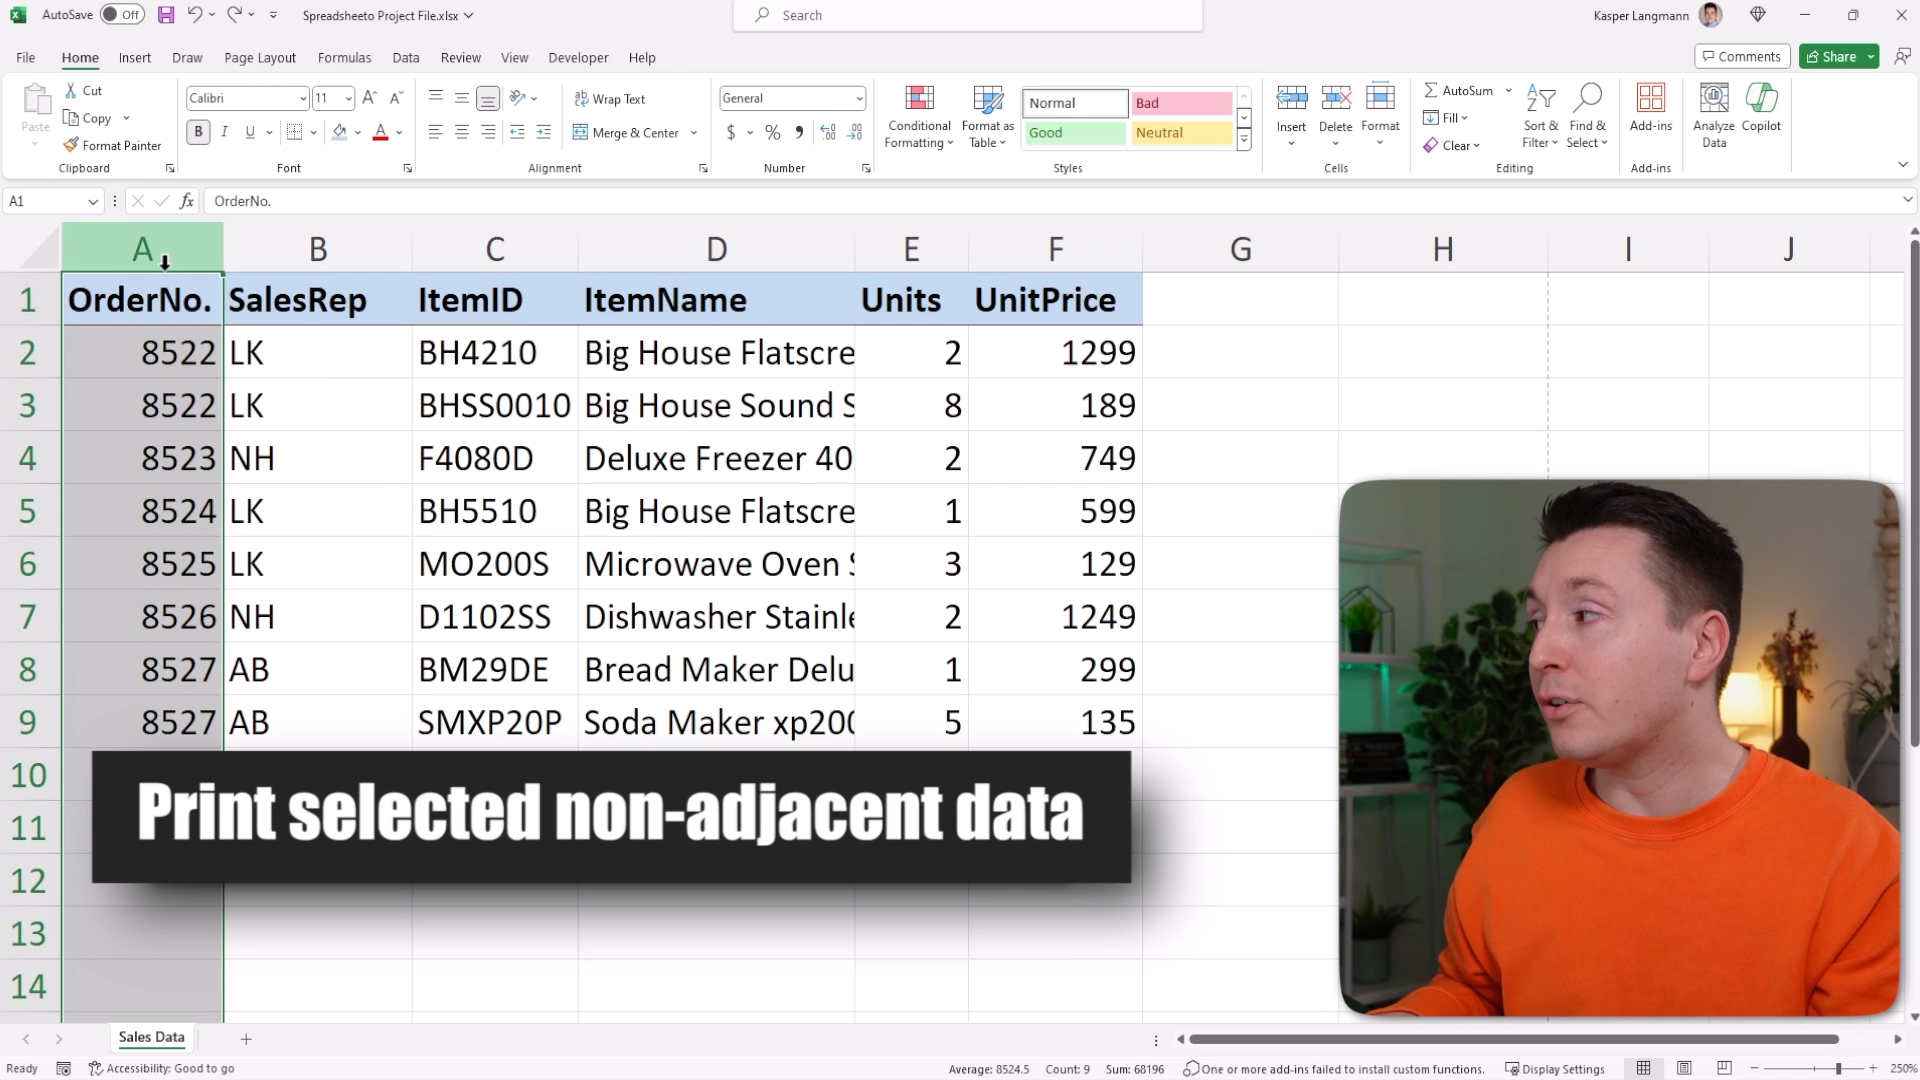 AutoSave Off Spreadsheeto Project File.xlsx Search Kasper Langmann
File Home Insert Draw Page Layout Formulas Data Review View Developer Help Comments Share
Paste Cut Copy Format Painter Clipboard
Calibri 11 B I U A Font
Wrap Text Merge & Center Alignment
General $ % Number
Conditional Formatting Format as Table Normal Bad Good Neutral Styles
Insert Delete Format Cells
AutoSum Fill Clear Sort & Filter Find & Select Editing
Add-ins Add-ins
Analyze Data Copilot
A1 fx OrderNo.
A B C D E F G H I J
1 OrderNo. SalesRep ItemID ItemName Units UnitPrice
2 8522 LK BH4210 Big House Flatscre 2 1299
3 8522 LK BHSS0010 Big House Sound S 8 189
4 8523 NH F4080D Deluxe Freezer 40 2 749
5 8524 LK BH5510 Big House Flatscre 1 599
6 8525 LK MO200S Microwave Oven S 3 129
7 8526 NH D1102SS Dishwasher Stainle 2 1249
8 8527 AB BM29DE Bread Maker Delu 1 299
9 8527 AB SMXP20P Soda Maker xp200 5 135
10
Print selected non-adjacent data
11
12
13
14
Sales Data
Ready Accessibility: Good to go Average: 8524.5 Count: 9 Sum: 68196 One or more add-ins failed to install custom functions. Display Settings 250%